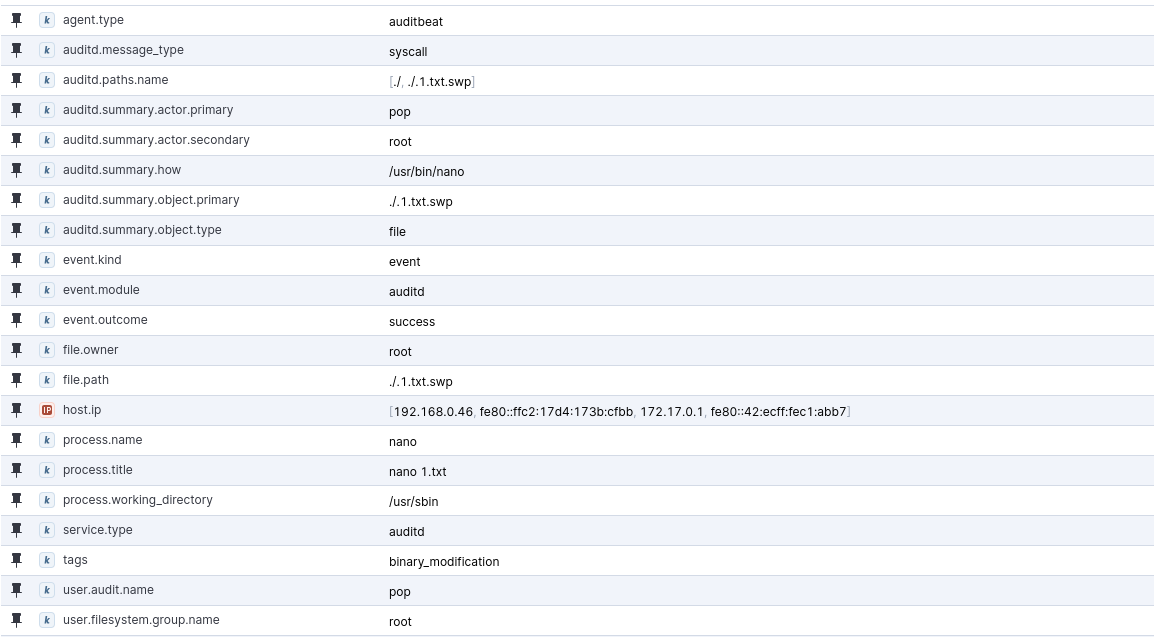 k agent.type auditbeat
k auditd.message_type syscall
k auditd.paths.name [./, ./.1.txt.swp]
k auditd.summary.actor.primary pop
k auditd.summary.actor.secondary root
k auditd.summary.how /usr/bin/nano
k auditd.summary.object.primary ./.1.txt.swp
k auditd.summary.object.type file
k event.kind event
k event.module auditd
k event.outcome success
k file.owner root
k file.path ./.1.txt.swp
IP host.ip [192.168.0.46, fe80::ffc2:17d4:173b:cfbb, 172.17.0.1, fe80::42:ecff:fec1:abb7]
k process.name nano
k process.title nano 1.txt
k process.working_directory /usr/sbin
k service.type auditd
k tags binary_modification
k user.audit.name pop
k user.filesystem.group.name root